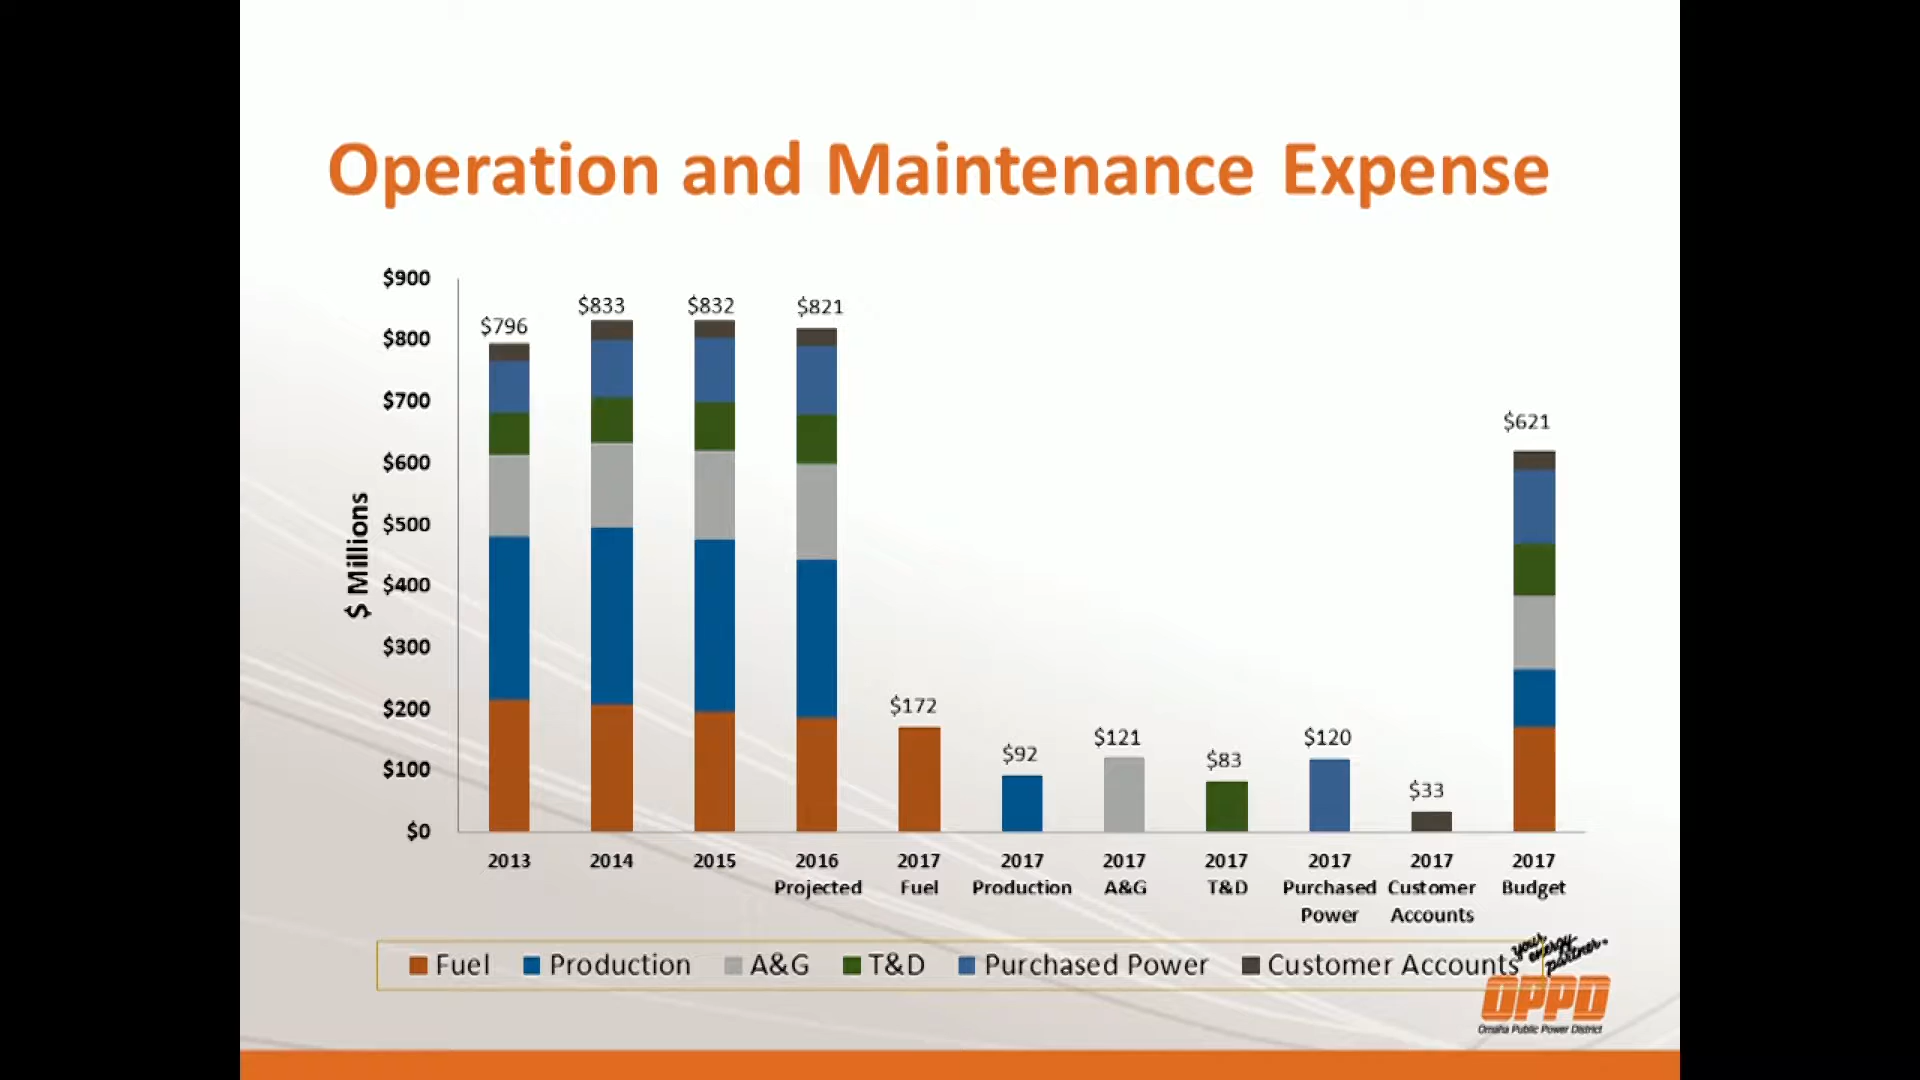 Operation and Maintenance Expense
$ Millions
$900
$800
$700
$600
$500
$400
$300
$200
$100
$0
$796
$833
$832
$821
$172
$92
$121
$83
$120
$33
$621
2013
2014
2015
2016
Projected
2017
Fuel
2017
Production
2017
A&G
2017
T&D
2017
Purchased
Power
2017
Customer
Accounts
2017
Budget
Fuel Production A&G T&D Purchased Power Customer Accounts
your
energy
partner.
OPPD
Omaha Public Power District